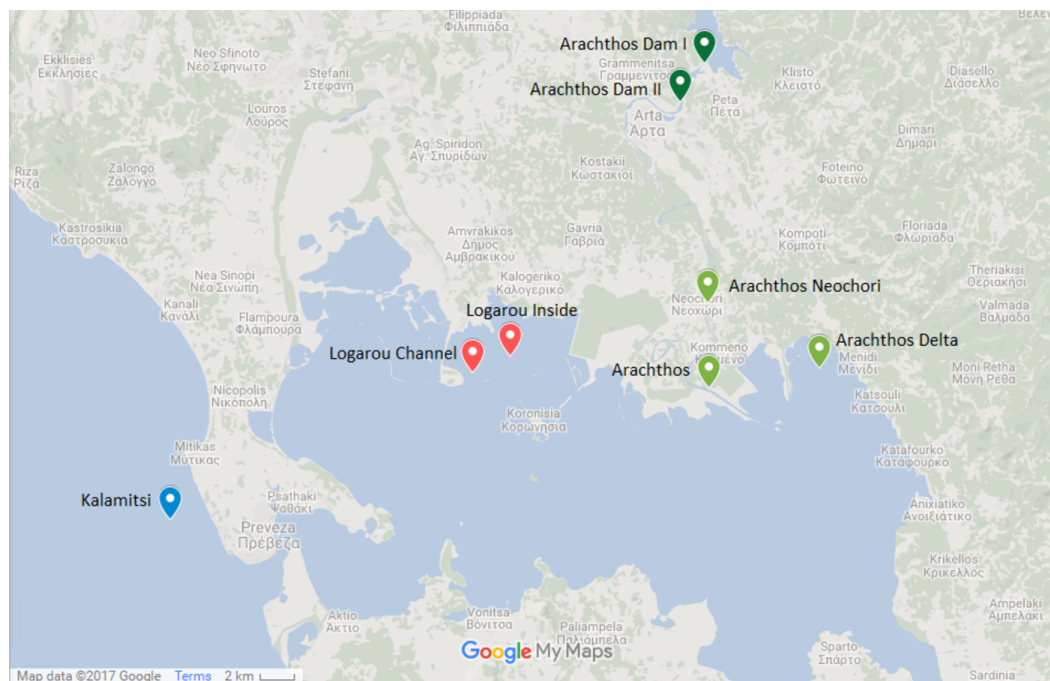 Filippiada
Φιλιππιάδα
Arachthos Dam I
Ekklisies
Εκκλησίες
Neo Sfinoto
Νέο Σφηνωτο
Stefani
Στεφανη
Grammenitsa
Klisto
Κλειστό
Diasello
Διάσελλο
Arachthos Dam II
Peta
Πέτα
Louros
Λούρος
Arta
Άρτα
Ag. Spiridon
Αγ. Σπυρίδων
Dimari
Δημάρι
Riza
Ριζά
Zalongo
Ζάλογγο
Kostakii
Κωστακιοί
Foteino
Φωτεινό
Kastrosikia
Καστροσυκιά
Amvrakikos
Δήμος
Αμβρακικού
Gavria
Γαβριά
Kompoti
Κομπότι
Floriada
Φλωριάδα
Nea Sinopi
Νέα Σινώπη
Kalogeriko
Καλογερικό
Theriakisi
Θεριακήσι
Arachthos Neochori
Neochori
Νεοχώρι
Kanali
Κανάλι
Flampoura
Φλάμπουρα
Logarou Inside
Valmada
Βαλμάδα
Logarou Channel
Kommeno
Arachthos Delta
Menidi
Μενίδι
Arachthos
Moni Retha
Μονή Ρέθα
Nicopolis
Νικόπολη
Koronisia
Κορωνησία
Katsouli
Κατσούλι
Mitikas
Μύτικας
Katafourko
Καταφούρκο
Kalamitsi
Psathaki
Ψαθάκι
Anixiatiko
Ανοιξιάτικο
Preveza
Πρέβεζα
Krikellos
Κρίκελλος
Aktio
Άκτιο
Vonitsa
Βόνιτσα
Paliampela
Παλιάμπελα
Ampelaki
Αμπελάκι
Google My Maps
Sparto
Σπάρτο
Sardinia
Map data ©2017 Google Terms 2 km